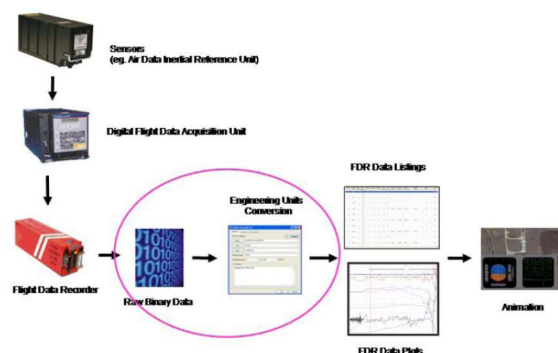 Sensors
(eg. Air Data Inertial Reference Unit)
Digital Flight Data Acquisition Unit
FDR Data Listings
Engineering Units
Conversion
Flight Data Recorder
Raw Binary Data
Animation
FDR Data Plots